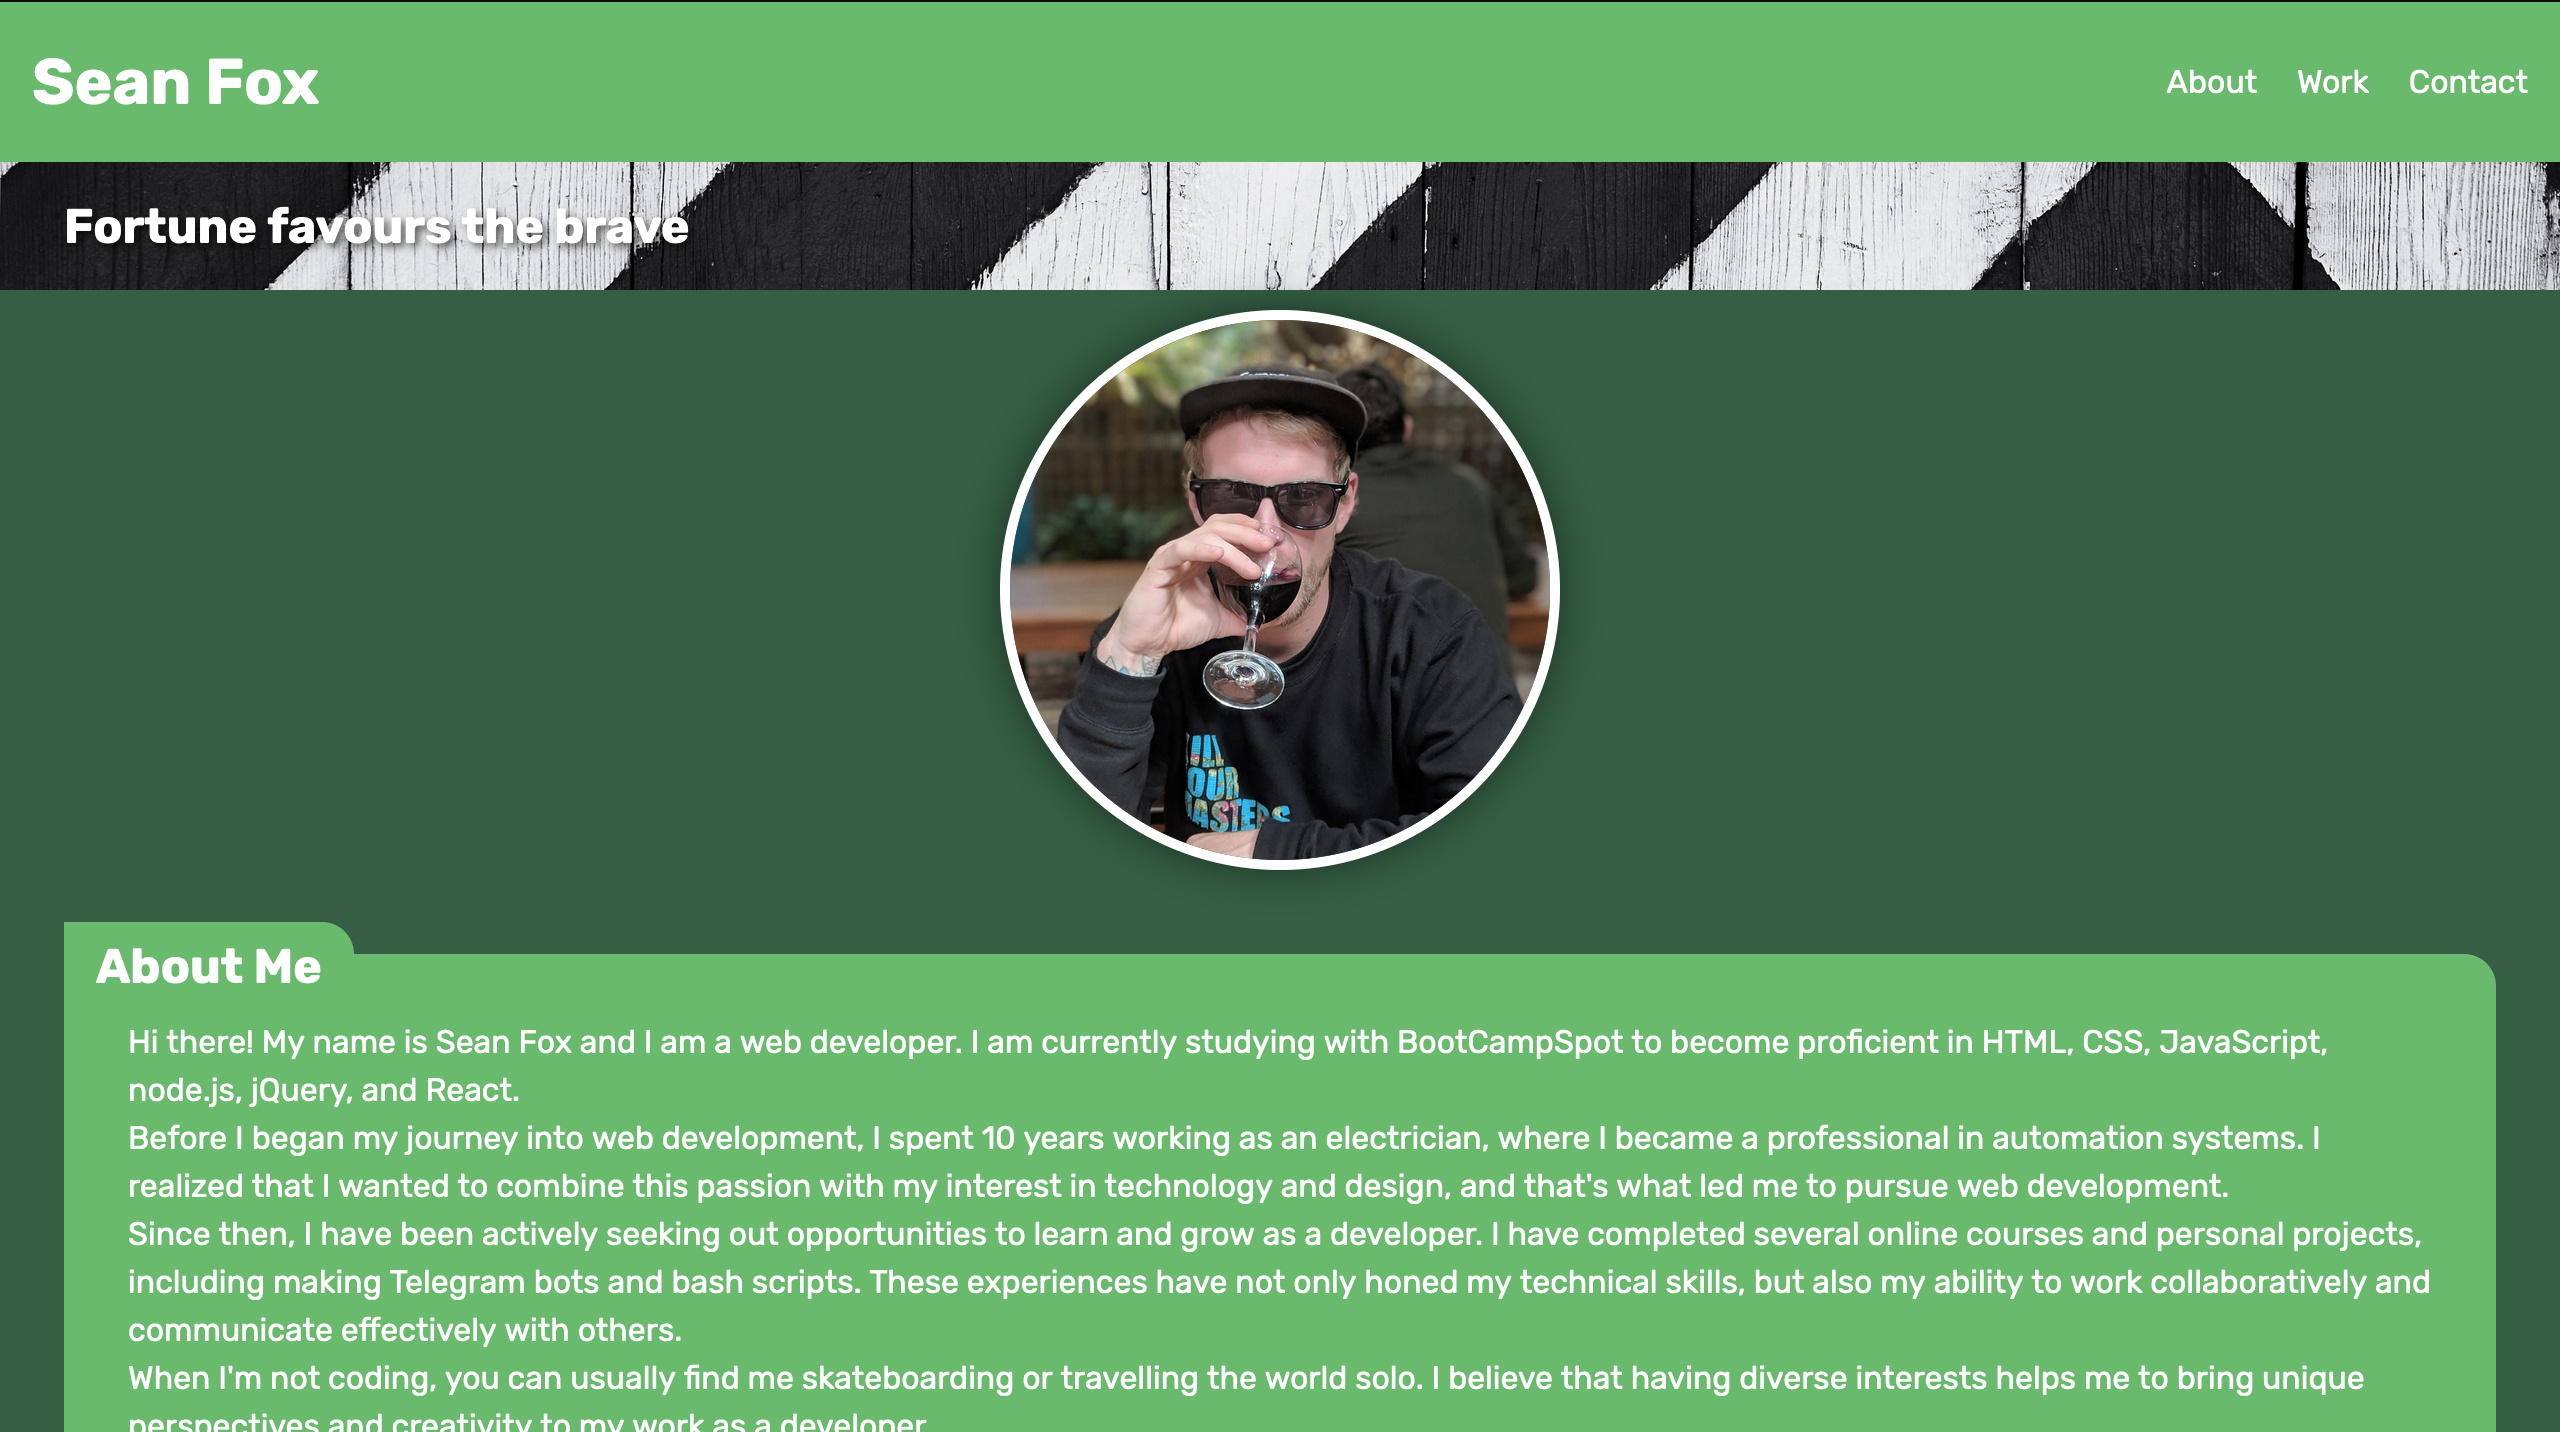 Sean Fox
About Work Contact
Fortune favours the brave
OUR
About Me
Hi there! My name is Sean Fox and I am a web developer. I am currently studying with BootCampSpot to become proficient in HTML, CSS, JavaScript,
node.js, jQuery, and React.
Before I began my journey into web development, I spent 10 years working as an electrician, where I became a professional in automation systems. I
realized that I wanted to combine this passion with my interest in technology and design, and that's what led me to pursue web development.
Since then, I have been actively seeking out opportunities to learn and grow as a developer. I have completed several online courses and personal projects,
including making Telegram bots and bash scripts. These experiences have not only honed my technical skills, but also my ability to work collaboratively and
communicate effectively with others.
When I'm not coding, you can usually find me skateboarding or travelling the world solo. I believe that having diverse interests helps me to bring unique
perspectives and creativity to my work as a developer